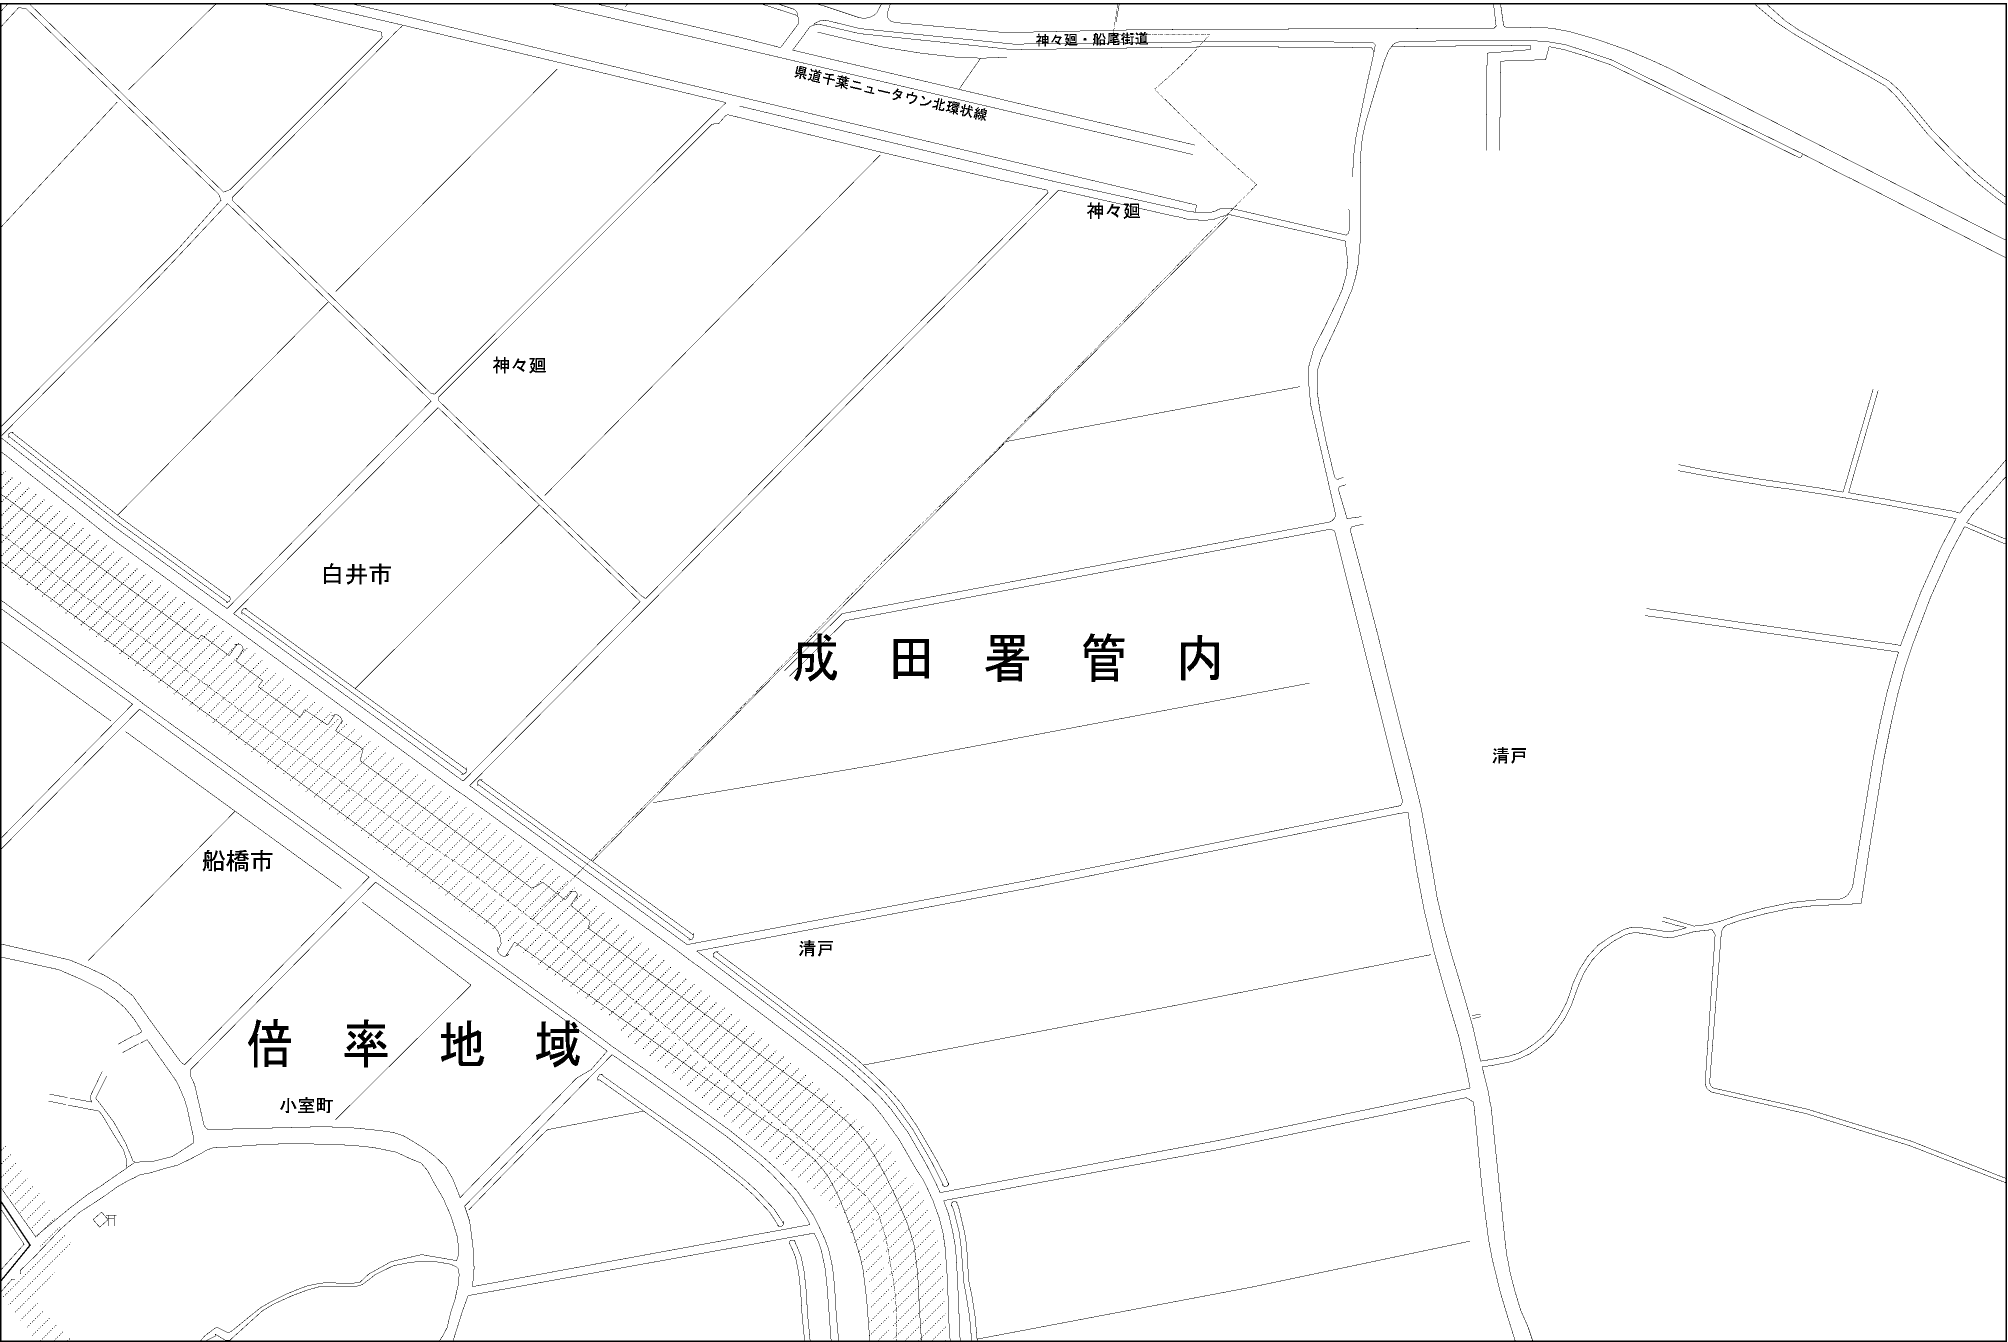 神々廻・船尾街道
県道千葉ニュータウン北環状線
神々廻
神々廻
白井市
成田署管内
清戸
船橋市
清戸
倍率地域
小室町